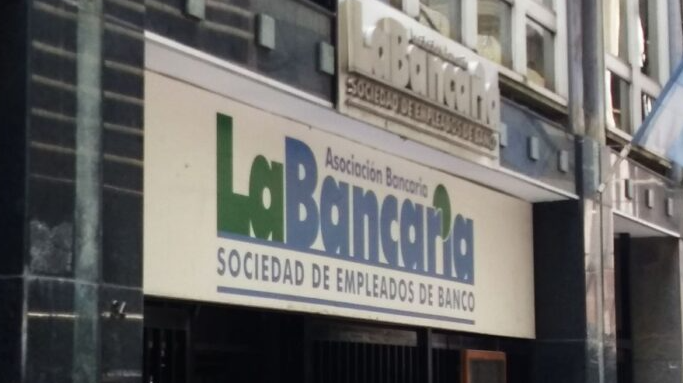 LaBancaria
SOCIEDAD DE EMPLEADOS DE BANCO
Asociación Bancaria
LaBancaria
SOCIEDAD DE EMPLEADOS DE BANCO